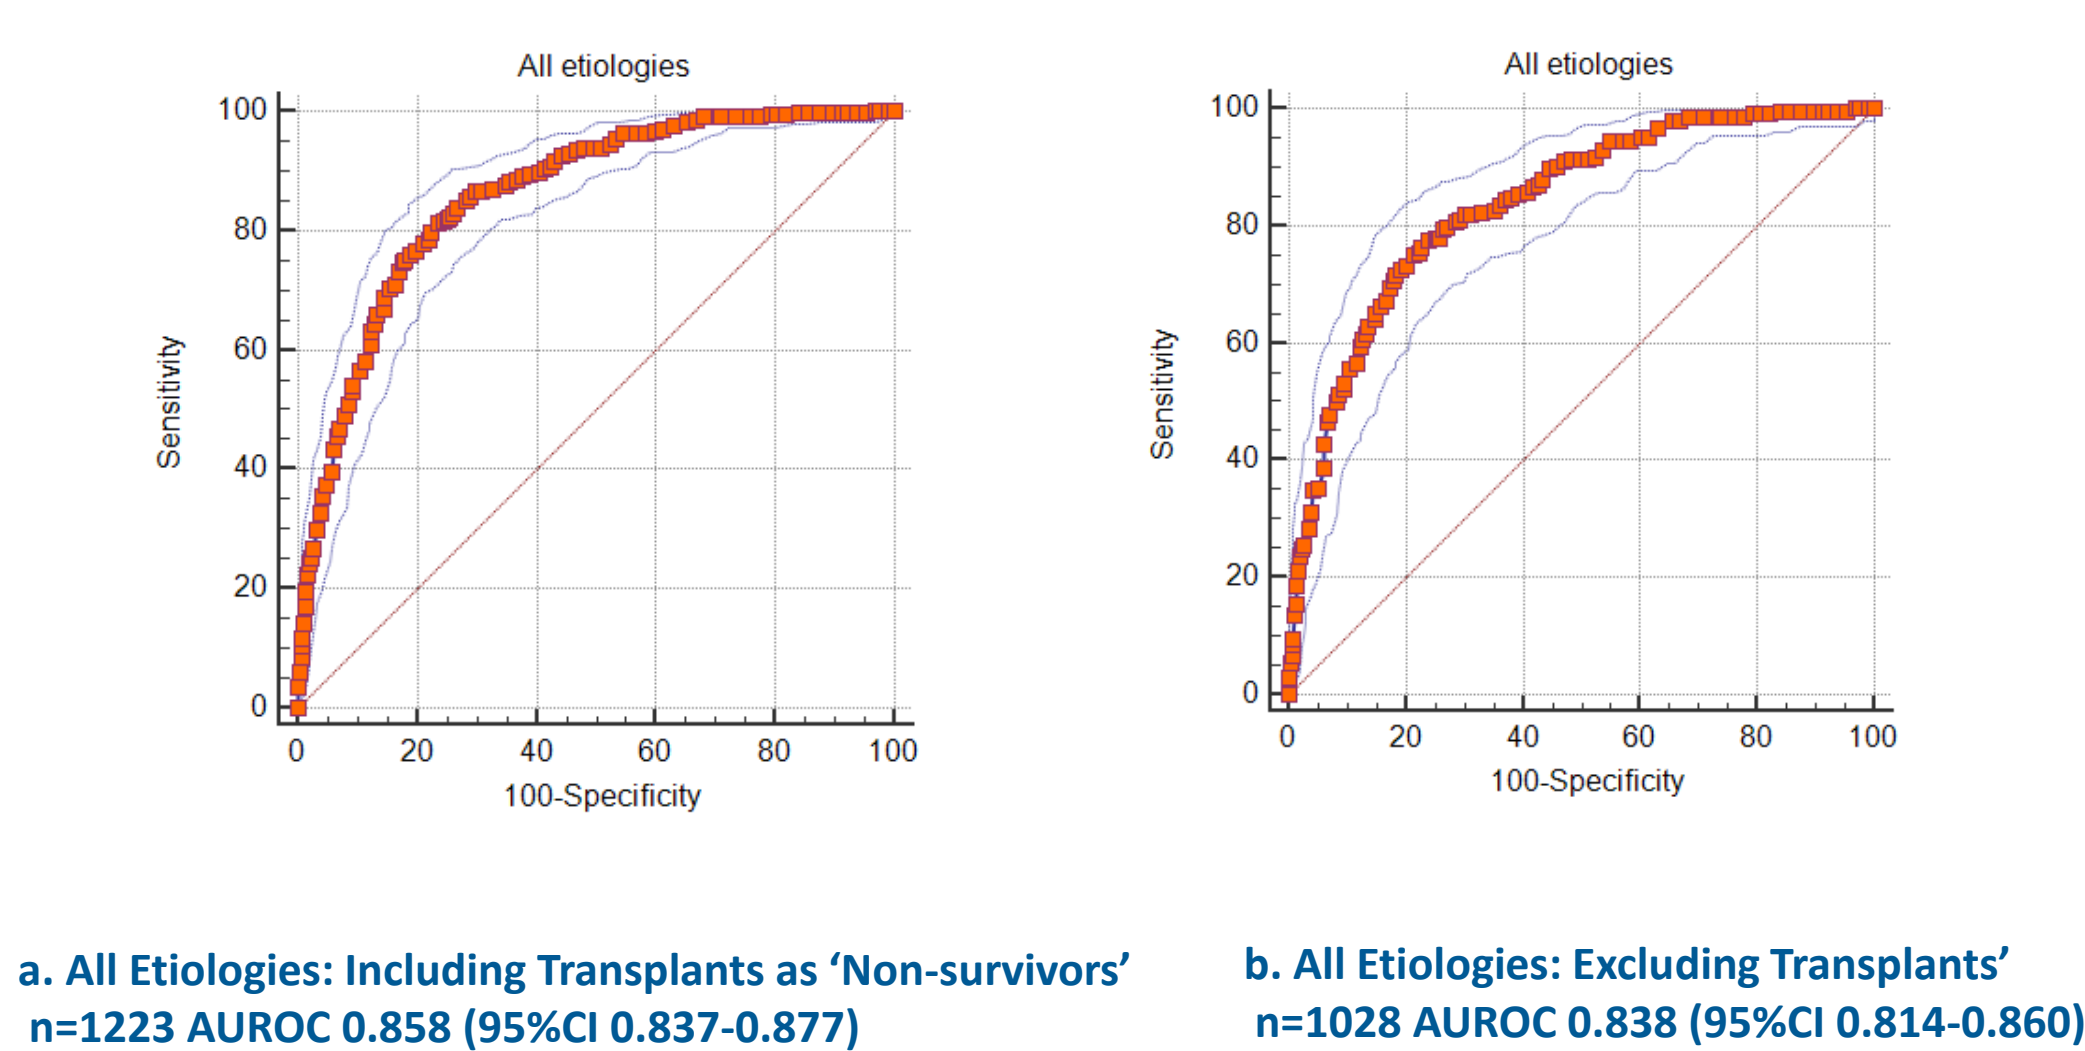 All etiologies
100
80
60
40
20
0
Sensitivity
0 20 40 60 80 100
100-Specificity
a. All Etiologies: Including Transplants as ‘Non-survivors’
n=1223 AUROC 0.858 (95%CI 0.837-0.877)
All etiologies
100
80
60
40
20
0
Sensitivity
0 20 40 60 80 100
100-Specificity
b. All Etiologies: Excluding Transplants’
n=1028 AUROC 0.838 (95%CI 0.814-0.860)